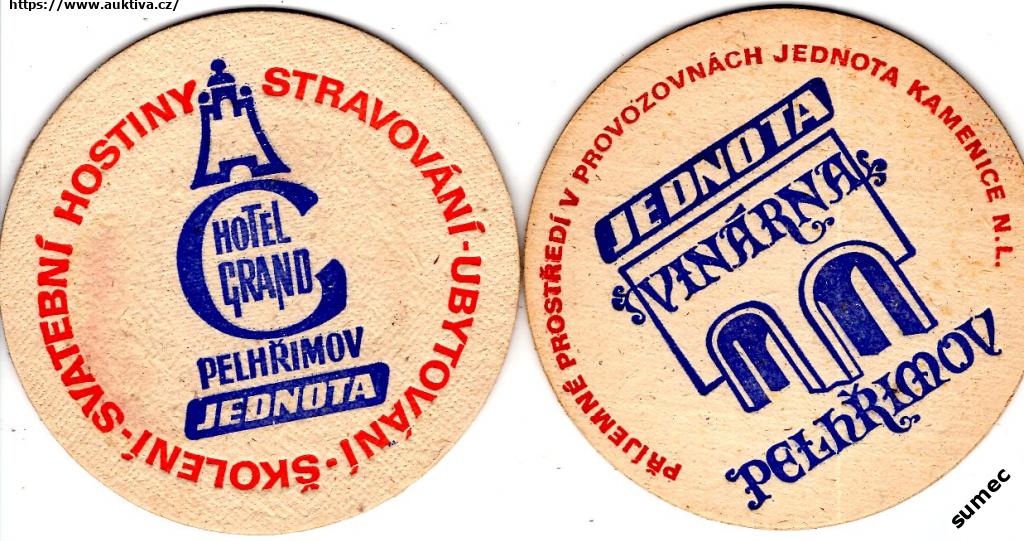 https://www.auktiva.cz/
STRAVOVÁNÍ-UBYTOVÁNÍ-ŠKOLENÍ-SVATEBNÍ HOSTINY
HOTEL
GRAND
PELHŘIMOV
JEDNOTA
PŘÍJEMNÉ PROSTŘEDÍ V PROVOZOVNÁCH JEDNOTA KAMENICE N.L.
JEDNOTA
VINÁRNA
PELHŘIMOV
sumec